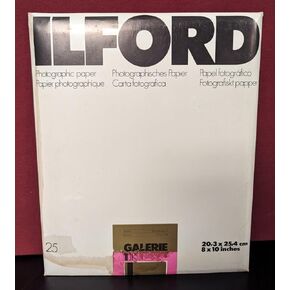 ILFORD
Photographic paper Photographisches Papier Papel fotográfico
Papier photographique Carta fotografica Fotografiskt papper
25
GALERIE
20·3 x 25·4 cm
8 x 10 inches